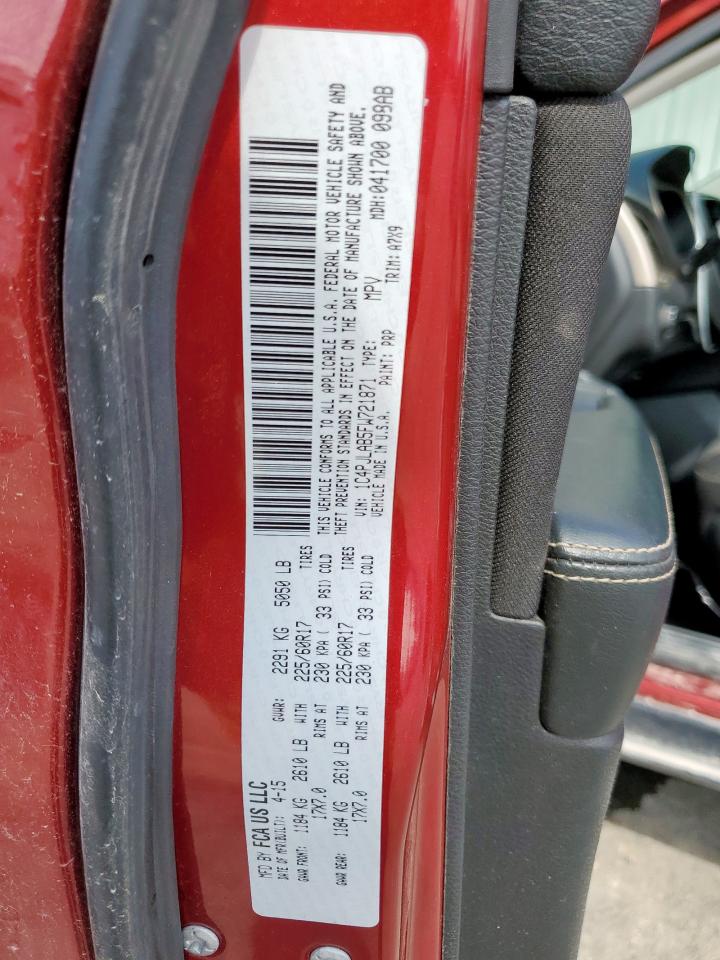 MFD BY FCA US LLC
DATE OF MFR(BUILT): 4-15 GVWR: 2291 KG 5050 LB
GAWR FRONT: 1184 KG 2610 LB WITH 225/60R17 TIRES
17X7.0 RIMS AT 230 KPA ( 33 PSI) COLD
GAWR REAR: 1184 KG 2610 LB WITH 225/60R17 TIRES
17X7.0 RIMS AT 230 KPA ( 33 PSI) COLD
THIS VEHICLE CONFORMS TO ALL APPLICABLE U.S.A. FEDERAL MOTOR VEHICLE SAFETY AND
THEFT PREVENTION STANDARDS IN EFFECT ON THE DATE OF MANUFACTURE SHOWN ABOVE.
VIN: 1C4PJLAB5FW721871 TYPE: MPV MDH:041700 098AB
VEHICLE MADE IN U.S.A. PAINT: PRP TRIM: A7X9